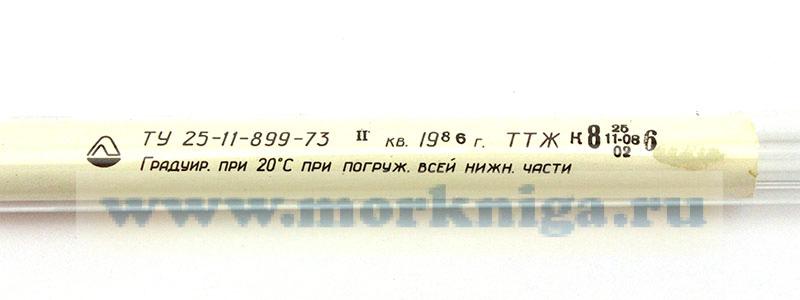 ТУ 25-11-899-73 II кв. 1986 г. ТТЖ К 8 25 11-08 02 6
Градуир. при 20°С при погруж. всей нижн. части
www.morkniga.ru